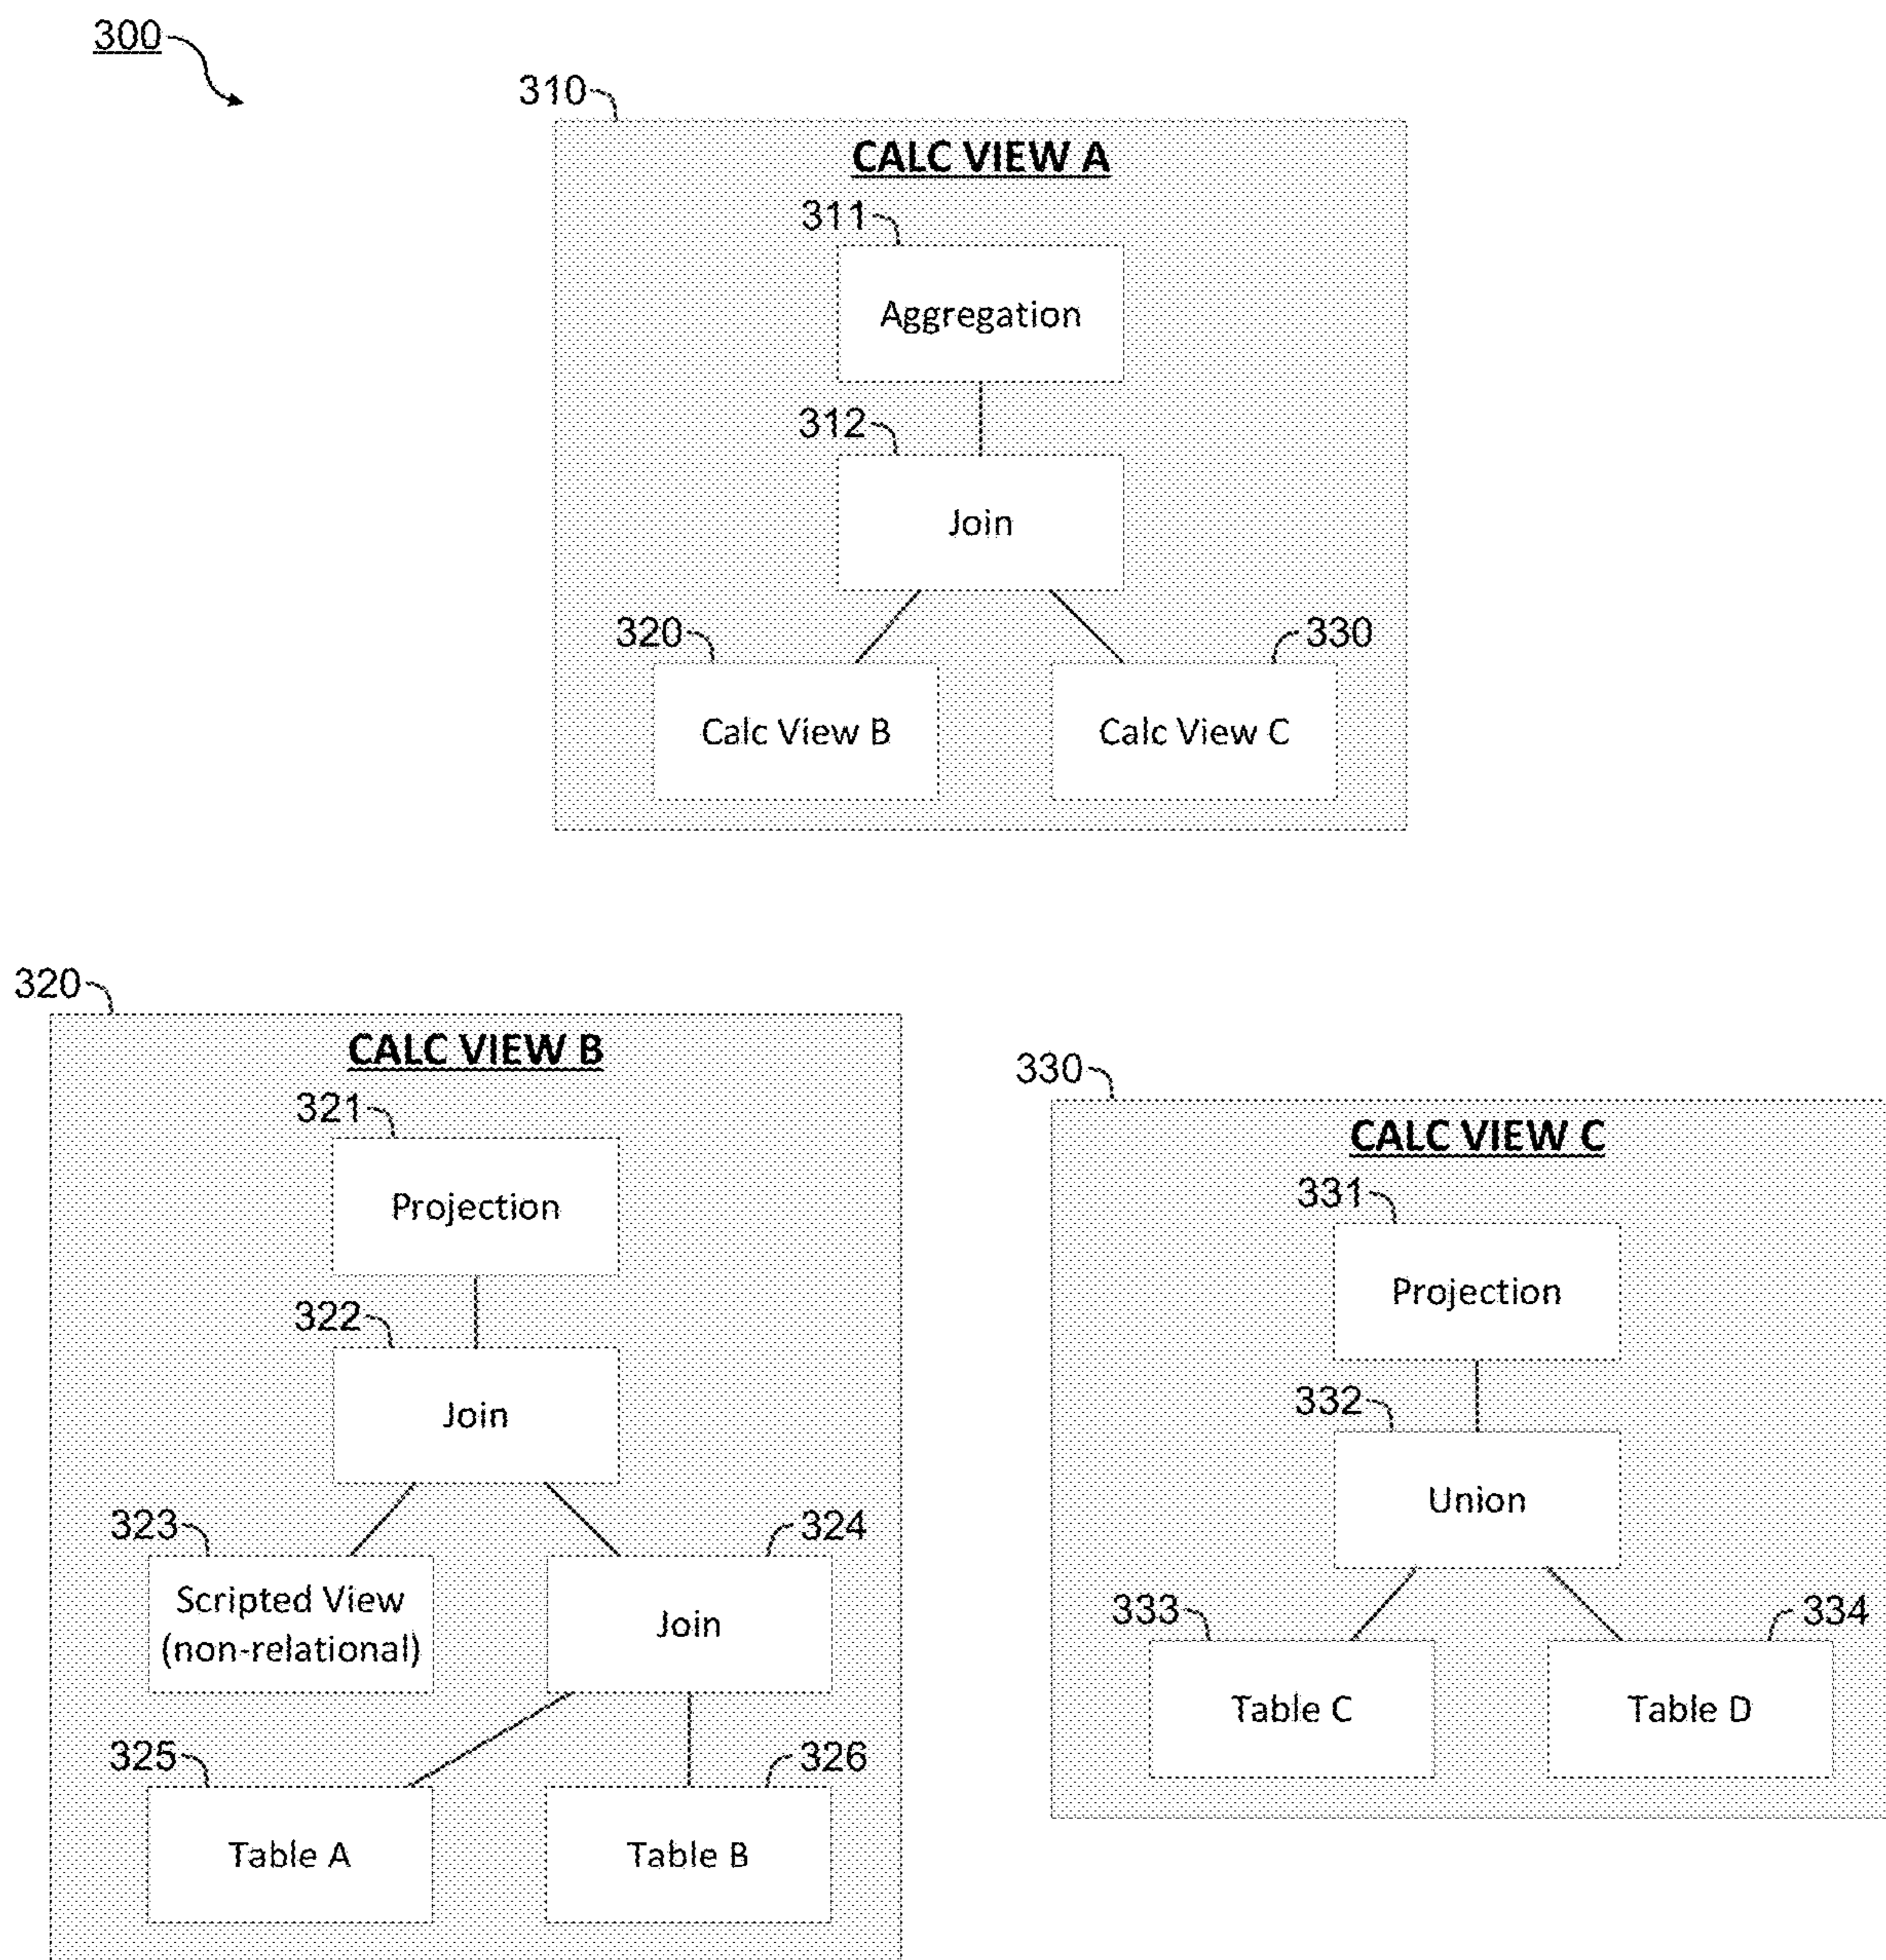 300
310
CALC VIEW A
311
Aggregation
312
Join
320
330
Calc View B
Calc View C
320
CALC VIEW B
321
Projection
322
Join
323
324
Scripted View
(non-relational)
Join
325
326
Table A
Table B
330
CALC VIEW C
331
Projection
332
Union
333
334
Table C
Table D